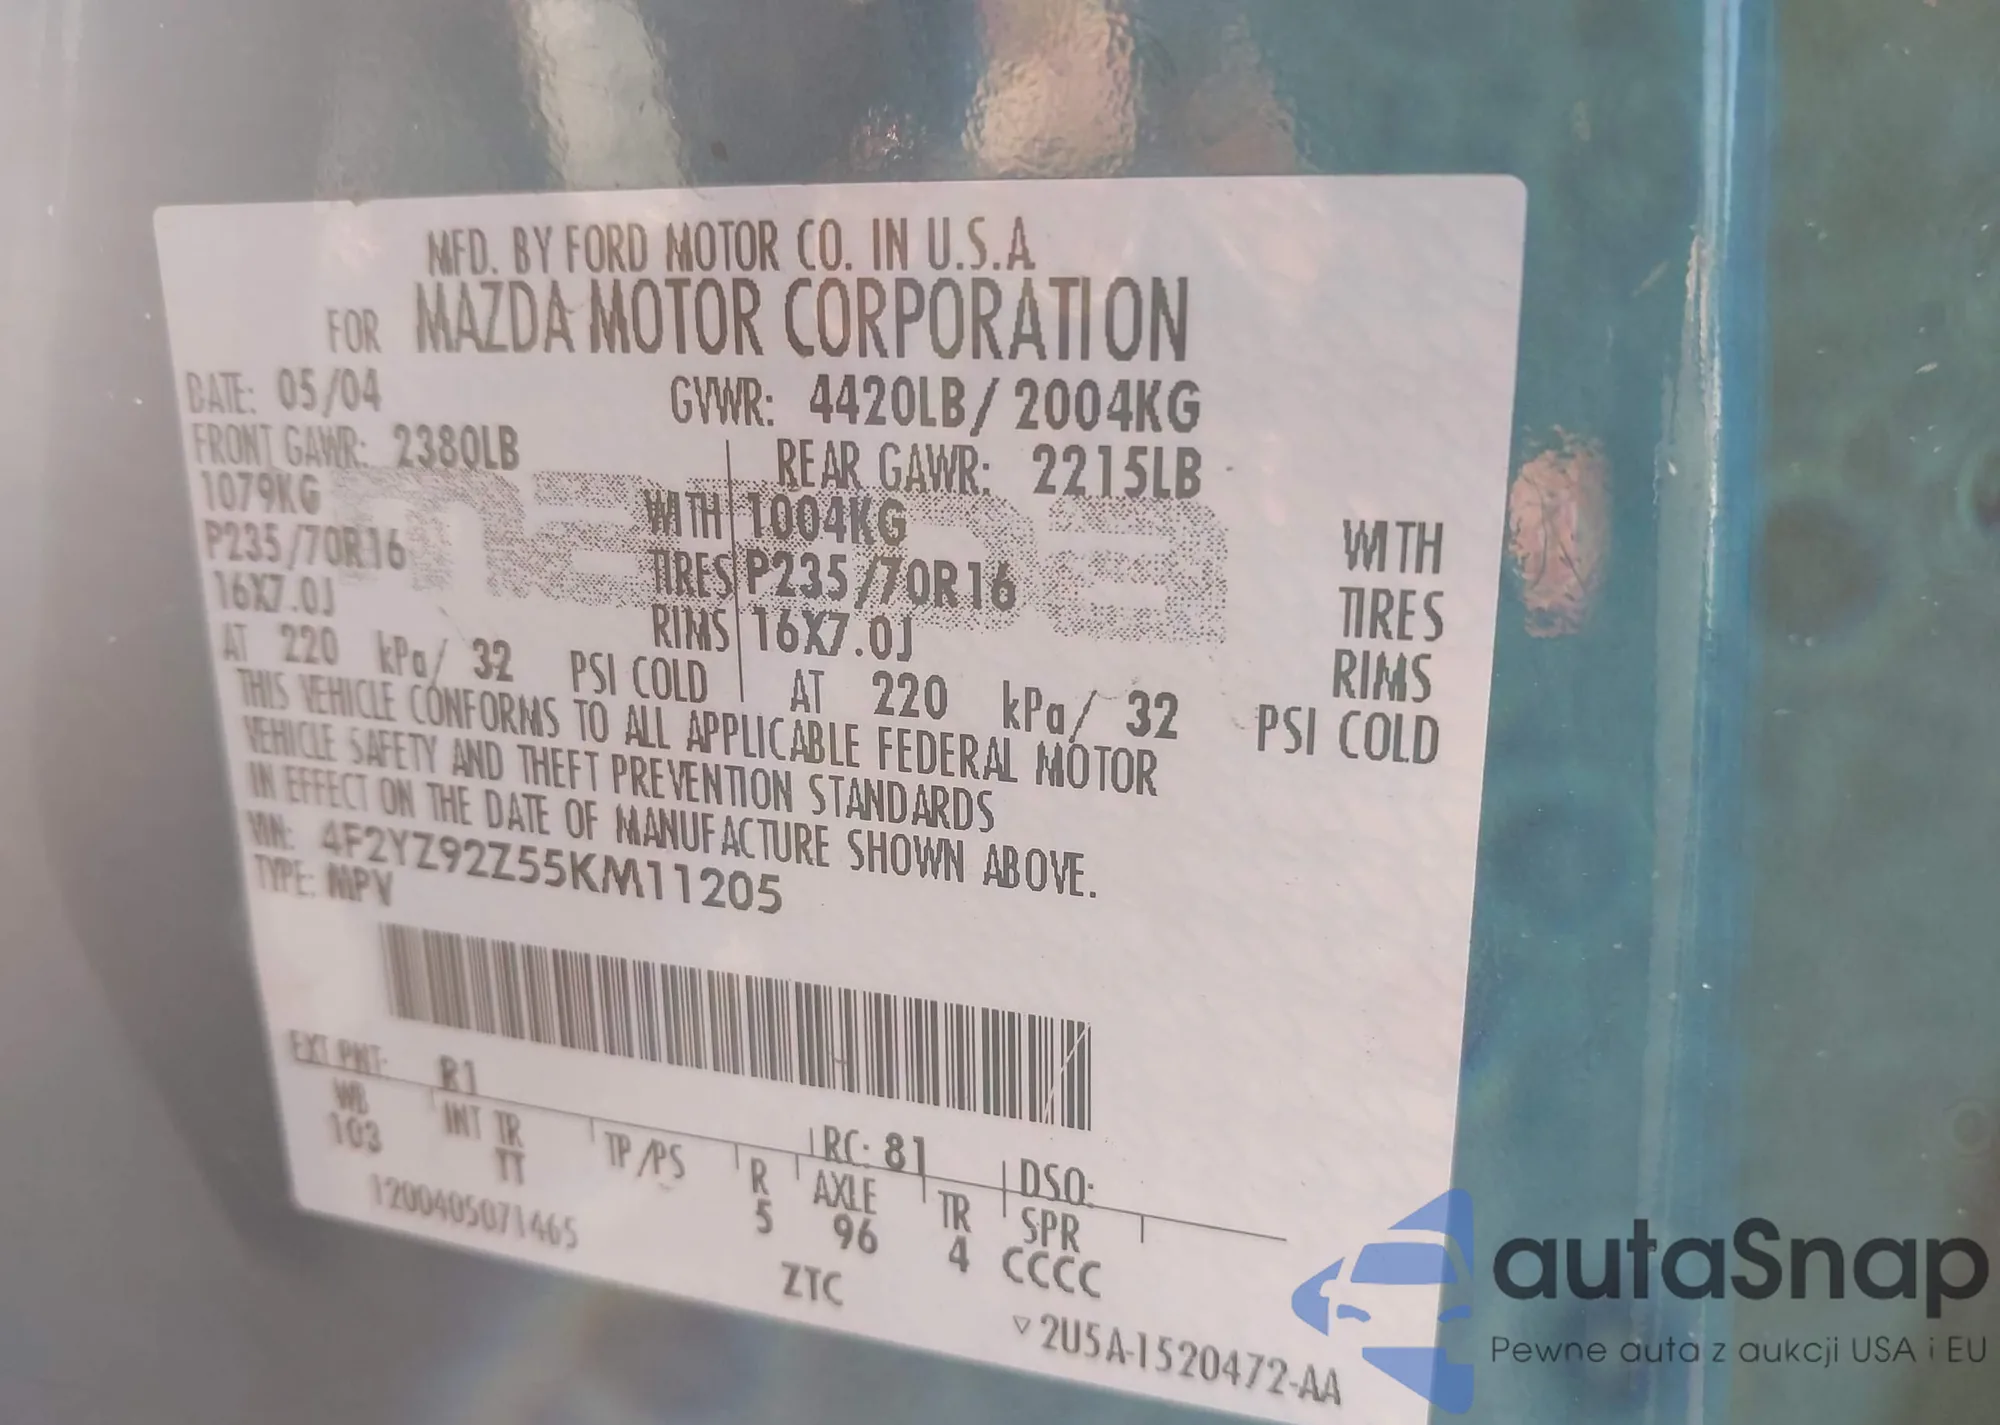 MFD. BY FORD MOTOR CO. IN U.S.A.
FOR MAZDA MOTOR CORPORATION
DATE: 05/04 GVWR: 4420LB/ 2004KG
FRONT GAWR: 2380LB REAR GAWR: 2215LB
1079KG WITH 1004KG WITH
P235/70R16 TIRES P235/70R16 TIRES
16X7.0J RIMS 16X7.0J RIMS
AT 220 kPa/ 32 PSI COLD AT 220 kPa/ 32 PSI COLD
THIS VEHICLE CONFORMS TO ALL APPLICABLE FEDERAL MOTOR
VEHICLE SAFETY AND THEFT PREVENTION STANDARDS
IN EFFECT ON THE DATE OF MANUFACTURE SHOWN ABOVE.
VIN: 4F2YZ92Z55KM11205
TYPE: MPV
EXT PNT: R1 RC: 81 DSO:
WB INT TR TP/PS R AXLE TR SPR
103 TT 5 96 4 CCCC
1200405071465 ZTC
▽2U5A-1520472-AA
mazda
autaSnap
Pewne auta z aukcji USA i EU